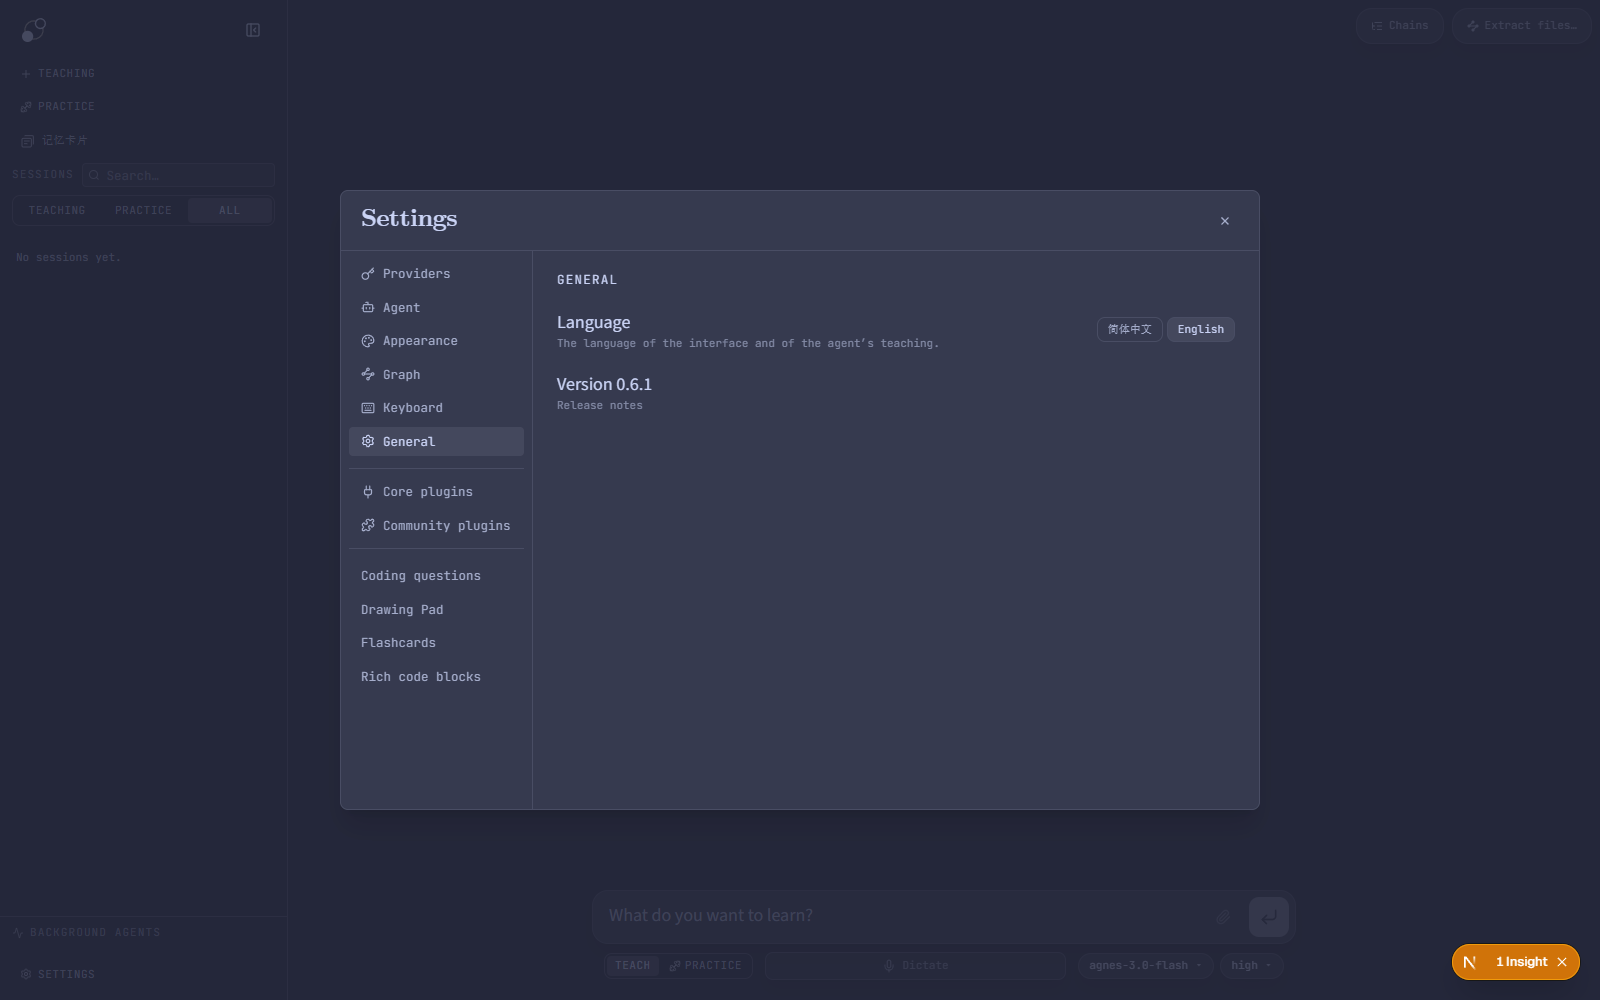 TEACHING
PRACTICE
记忆卡片
SESSIONS
Search…
TEACHING PRACTICE ALL
No sessions yet.
BACKGROUND AGENTS
SETTINGS
Chains
Extract files…
Settings
Providers
Agent
Appearance
Graph
Keyboard
General
Core plugins
Community plugins
Coding questions
Drawing Pad
Flashcards
Rich code blocks
GENERAL
Language
The language of the interface and of the agent’s teaching.
简体中文 English
Version 0.6.1
Release notes
What do you want to learn?
TEACH PRACTICE Dictate agnes-3.0-flash high
1 Insight